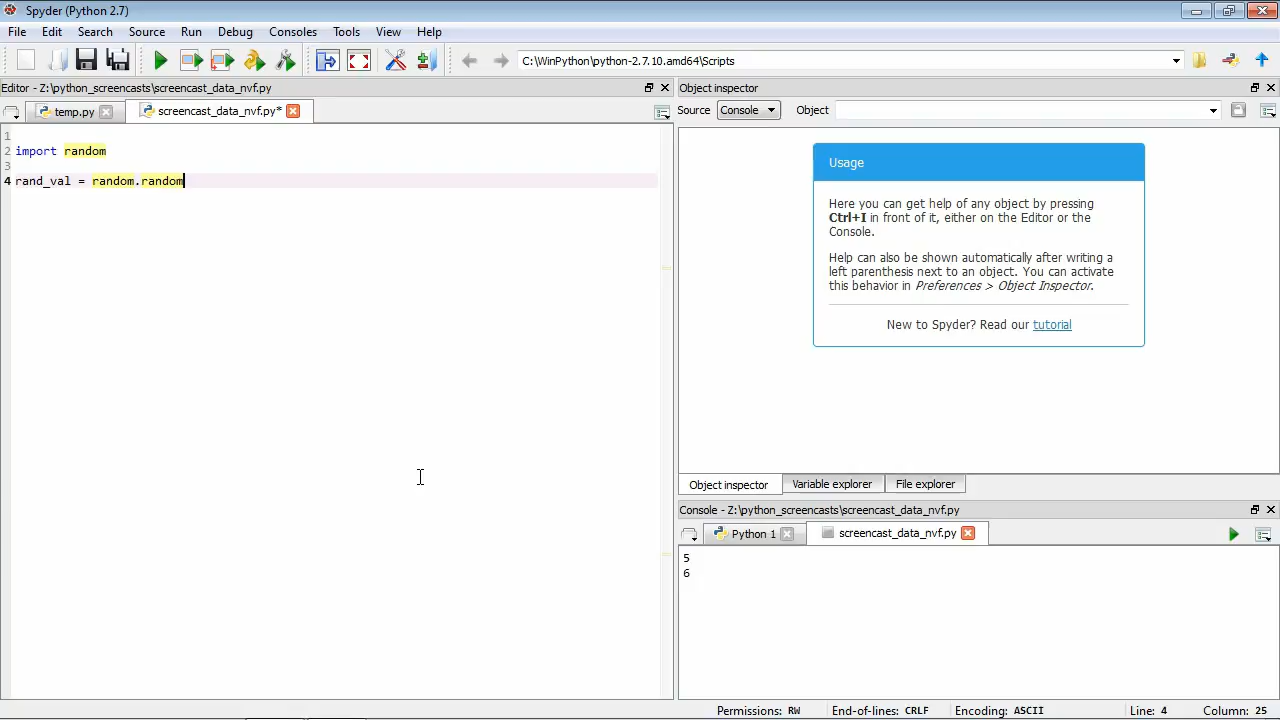 Spyder (Python 2.7)
File Edit Search Source Run Debug Consoles Tools View Help
C:\WinPython\python-2.7.10.amd64\Scripts
Editor - Z:\python_screencasts\screencast_data_nvf.py
temp.py screencast_data_nvf.py*
1
2 import random
3
4 rand_val = random.random
Object inspector
Source Console Object
Usage
Here you can get help of any object by pressing
Ctrl+I in front of it, either on the Editor or the
Console.
Help can also be shown automatically after writing a
left parenthesis next to an object. You can activate
this behavior in Preferences > Object Inspector.
New to Spyder? Read our tutorial
Object inspector Variable explorer File explorer
Console - Z:\python_screencasts\screencast_data_nvf.py
Python 1 screencast_data_nvf.py
5
6
Permissions: RW End-of-lines: CRLF Encoding: ASCII Line: 4 Column: 25